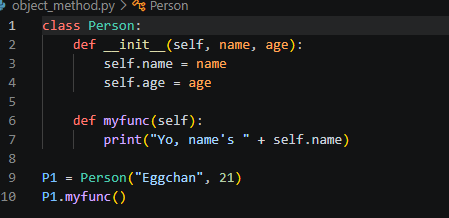 object_method.py > Person
1 class Person:
2     def __init__(self, name, age):
3         self.name = name
4         self.age = age
5
6     def myfunc(self):
7         print("Yo, name's " + self.name)
8
9 P1 = Person("Eggchan", 21)
10 P1.myfunc()